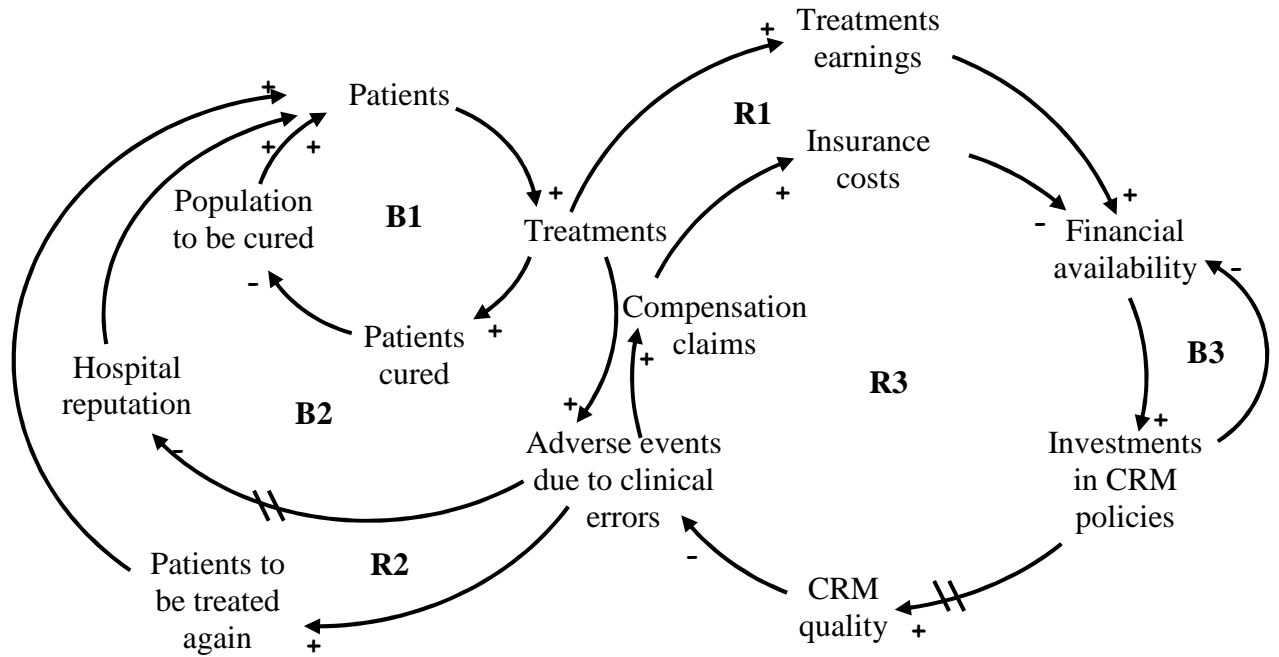 Treatments
earnings
+
Patients
+
R1
Insurance
costs
+
+
+
Population
to be cured
B1
+
+
Treatments
-
+
Financial
availability
-
-
Compensation
claims
Patients
cured
+
+
B3
Hospital
reputation
R3
B2
+
+
Adverse events
due to clinical
errors
-
Investments
in CRM
policies
Patients to
be treated
again
R2
-
CRM
quality
+
+